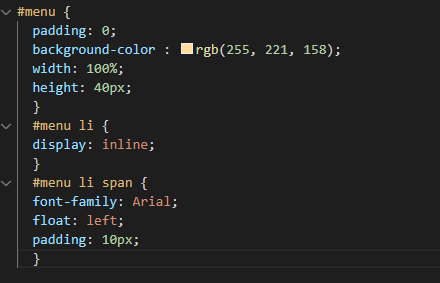 #menu {
padding: 0;
background-color : rgb(255, 221, 158);
width: 100%;
height: 40px;
}
#menu li {
display: inline;
}
#menu li span {
font-family: Arial;
float: left;
padding: 10px;
}